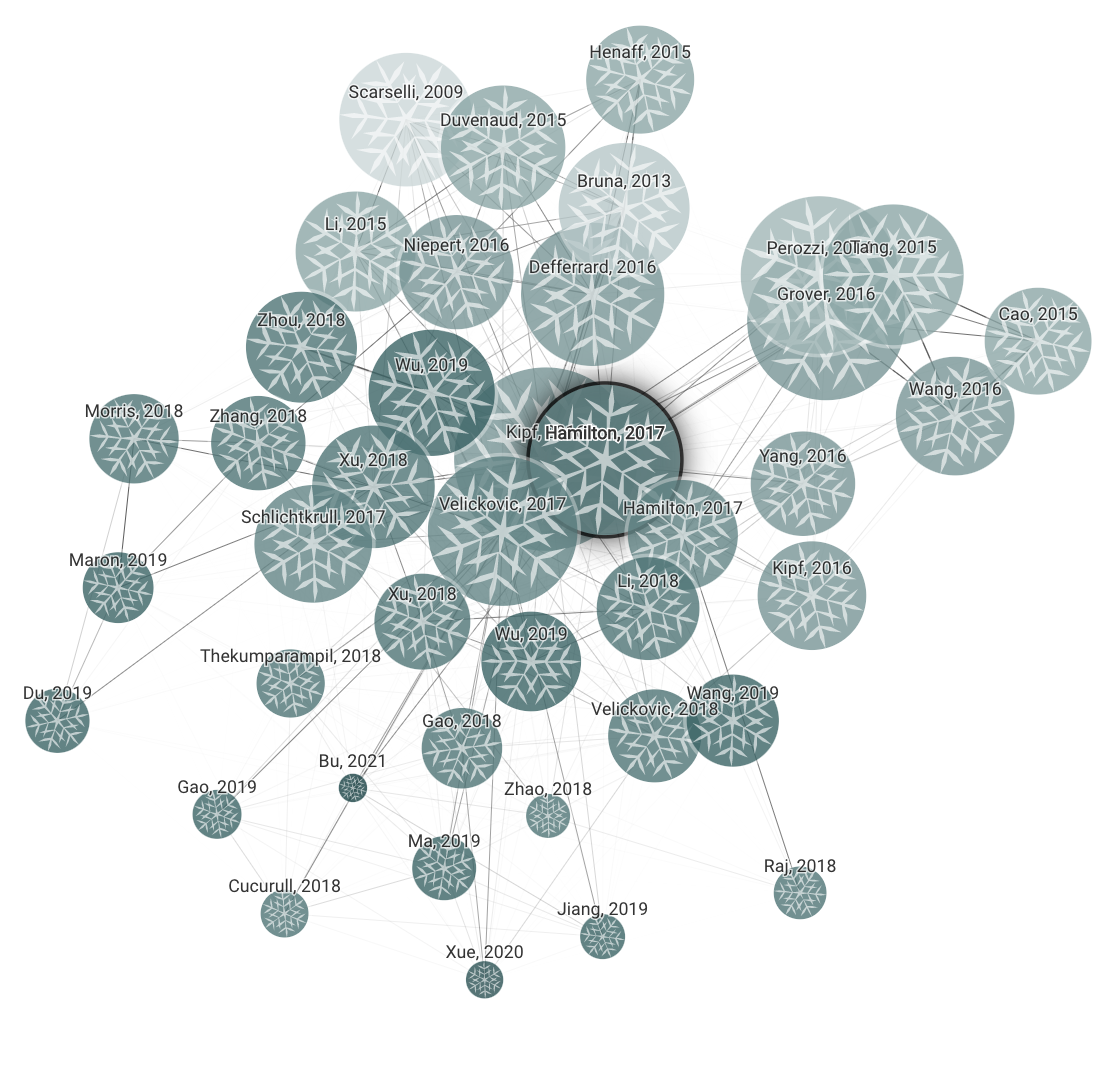 Henaff, 2015
Scarselli, 2009
Duvenaud, 2015
Bruna, 2013
Li, 2015
Niepert, 2016
Perozzi,
Tang, 2015
Defferrard, 2016
Grover, 2016
Cao, 2015
Zhou, 2018
Wu, 2019
Wang, 2016
Morris, 2018
Zhang, 2018
Kipf,
Hamilton, 2017
Yang, 2016
Xu, 2018
Velickovic, 2017
Hamilton, 2017
Schlichtkrull, 2017
Maron, 2019
Kipf, 2016
Li, 2018
Xu, 2018
Wu, 2019
Thekumparampil, 2018
Du, 2019
Wang, 2019
Velickovic, 2018
Gao, 2018
Bu, 2021
Gao, 2019
Zhao, 2018
Ma, 2019
Raj, 2018
Cucurull, 2018
Jiang, 2019
Xue, 2020